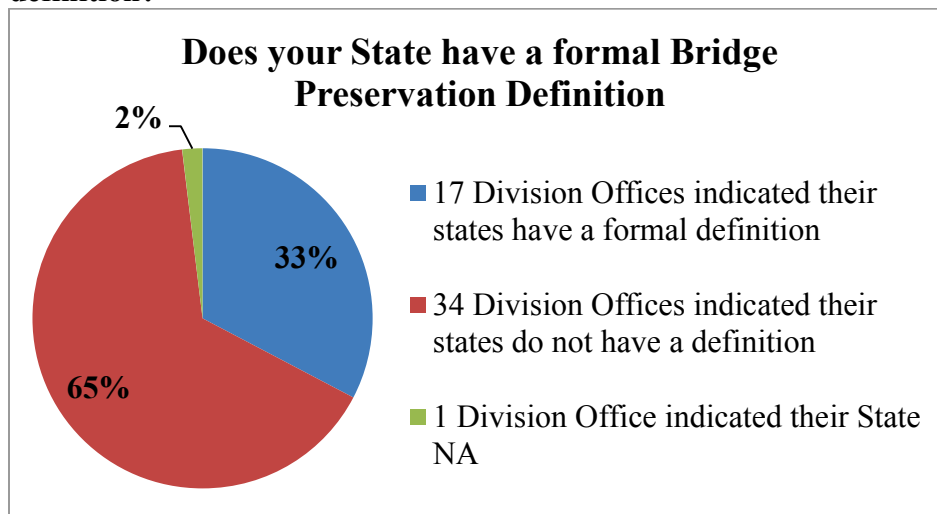 definition?
Does your State have a formal Bridge
Preservation Definition
2%
33%
65%
17 Division Offices indicated their
states have a formal definition
34 Division Offices indicated their
states do not have a definition
1 Division Office indicated their State
NA